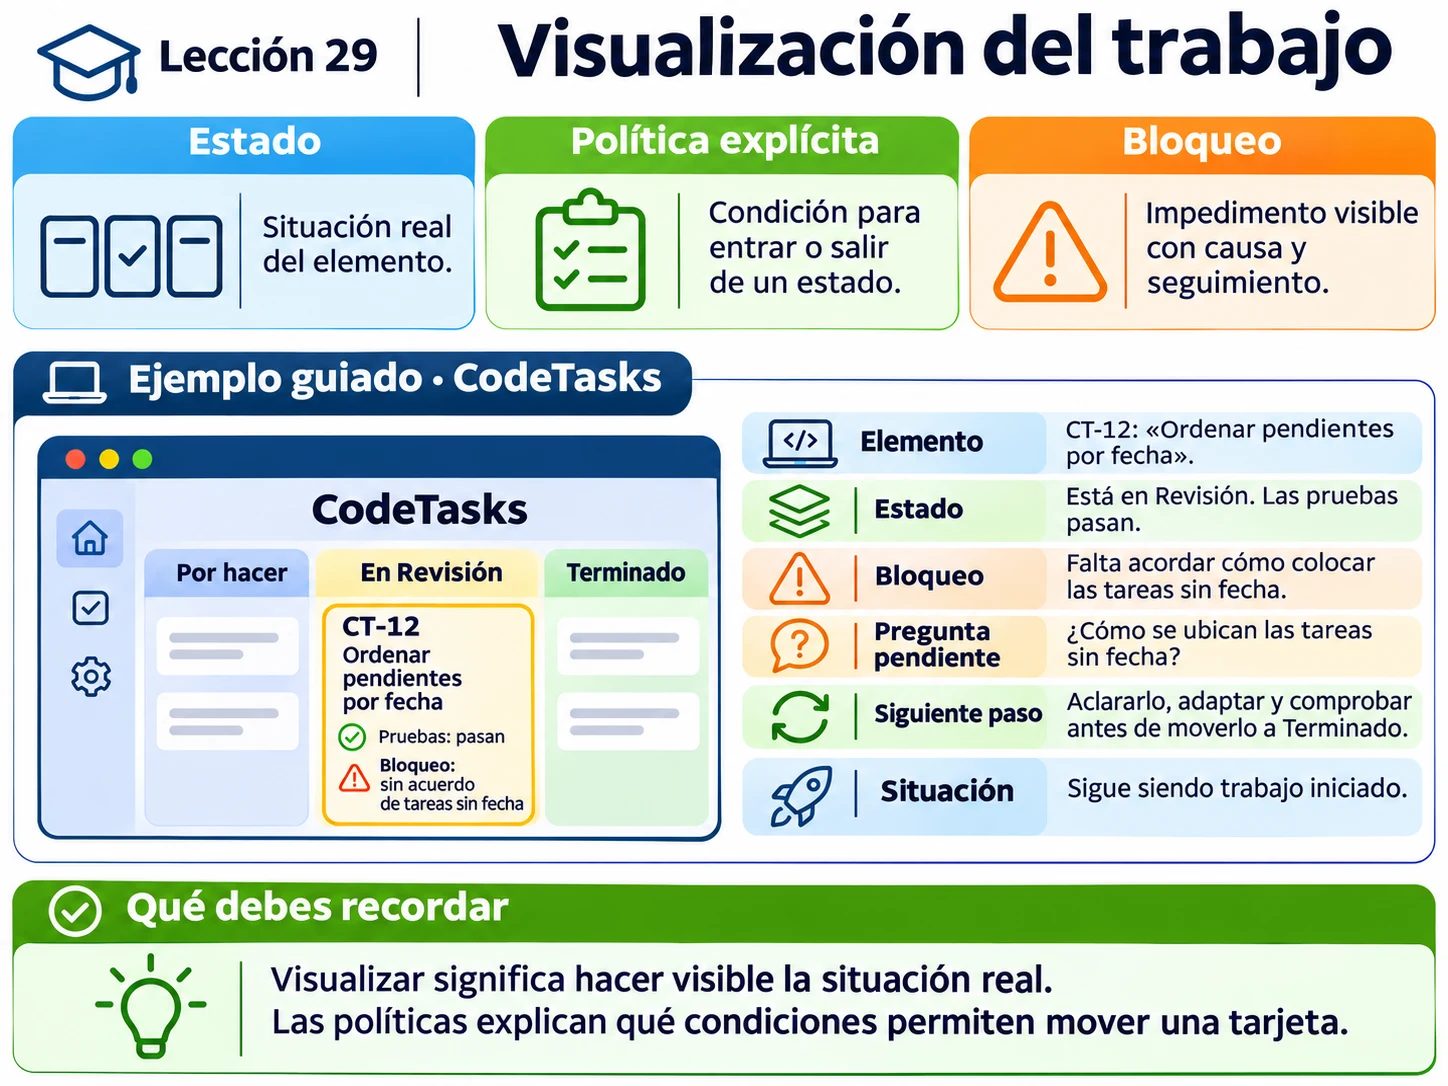 Lección 29
Visualización del trabajo
Estado
Situación real
del elemento.
Política explícita
Condición para
entrar o salir
de un estado.
Bloqueo
Impedimento visible
con causa y
seguimiento.
Ejemplo guiado • CodeTasks
CodeTasks
Por hacer
En Revisión
CT-12
Ordenar
pendientes
por fecha
Pruebas: pasan
Bloqueo:
sin acuerdo
de tareas sin fecha
Terminado
Elemento
CT-12: «Ordenar pendientes
por fecha».
Estado
Está en Revisión. Las pruebas
pasan.
Bloqueo
Falta acordar cómo colocar
las tareas sin fecha.
Pregunta
pendiente
¿Cómo se ubican las tareas
sin fecha?
Siguiente paso
Aclararlo, adaptar y comprobar
antes de moverlo a Terminado.
Situación
Sigue siendo trabajo iniciado.
Qué debes recordar
Visualizar significa hacer visible la situación real.
Las políticas explican qué condiciones permiten mover una tarjeta.